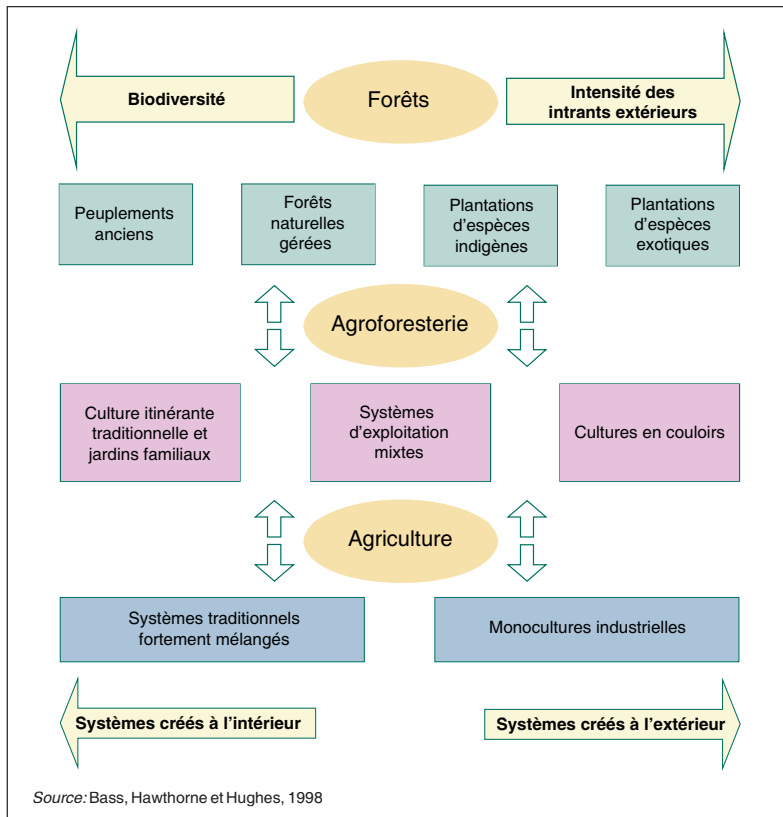 Biodiversité
Forêts
Intensité des
intrants extérieurs
Peuplements
anciens
Forêts
naturelles
gérées
Plantations
d'espèces
indigènes
Plantations
d'espèces
exotiques
Agroforesterie
Culture itinérante
traditionnelle et
jardins familiaux
Systèmes
d'exploitation
mixtes
Cultures en couloirs
Agriculture
Systèmes traditionnels
fortement mélangés
Monocultures industrielles
Systèmes créés à l'intérieur
Systèmes créés à l'extérieur
Source: Bass, Hawthorne et Hughes, 1998